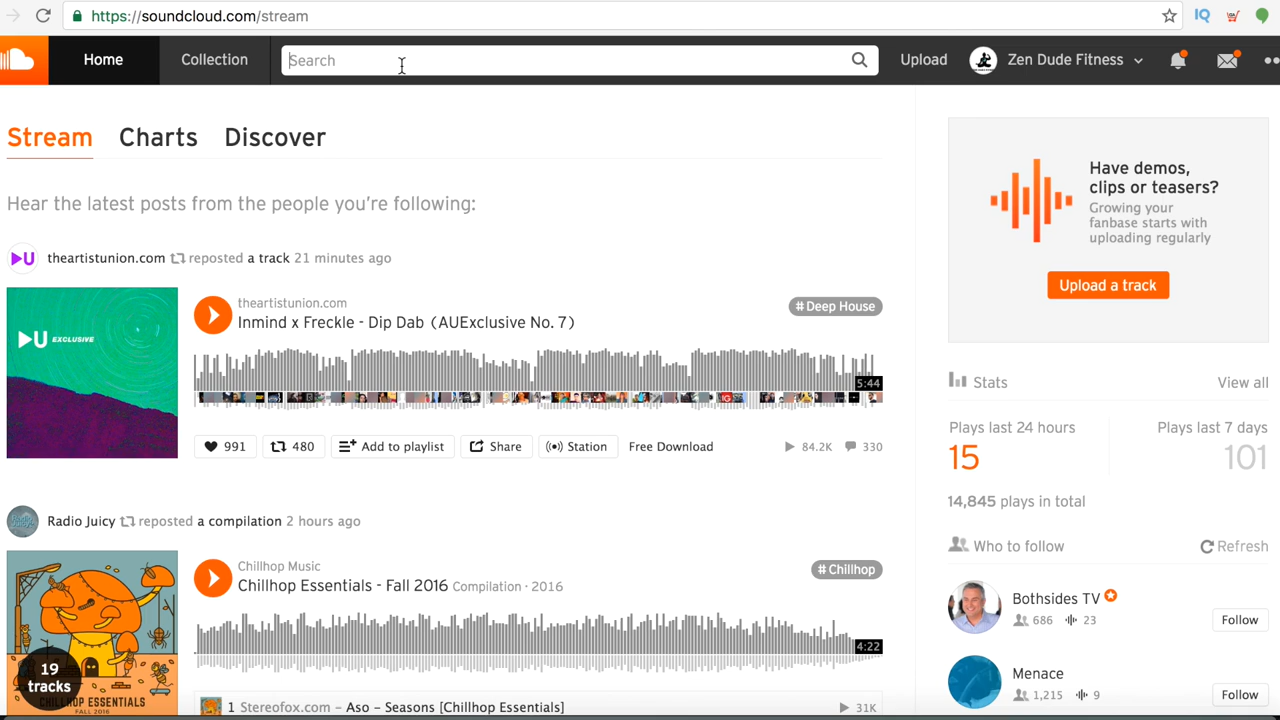 https://soundcloud.com/stream
IQ
Home
Collection
Search
Upload
Zen Dude Fitness
Stream
Charts
Discover
Hear the latest posts from the people you're following:
U
theartistunion.com reposted a track 21 minutes ago
U EXCLUSIVE
theartistunion.com
Inmind x Freckle - Dip Dab (AUExclusive No. 7)
# Deep House
5:44
991
480
Add to playlist
Share
Station
Free Download
84.2K
330
Radio Juicy reposted a compilation 2 hours ago
19
tracks
CHILLHOP ESSENTIALS
FALL 2016
Chillhop Music
Chillhop Essentials - Fall 2016 Compilation · 2016
# Chillhop
4:22
1 Stereofox.com – Aso – Seasons [Chillhop Essentials]
31K
Have demos,
clips or teasers?
Growing your
fanbase starts with
uploading regularly
Upload a track
Stats
View all
Plays last 24 hours
15
Plays last 7 days
101
14,845 plays in total
Who to follow
Refresh
Bothsides TV
686
23
Follow
Menace
1,215
9
Follow